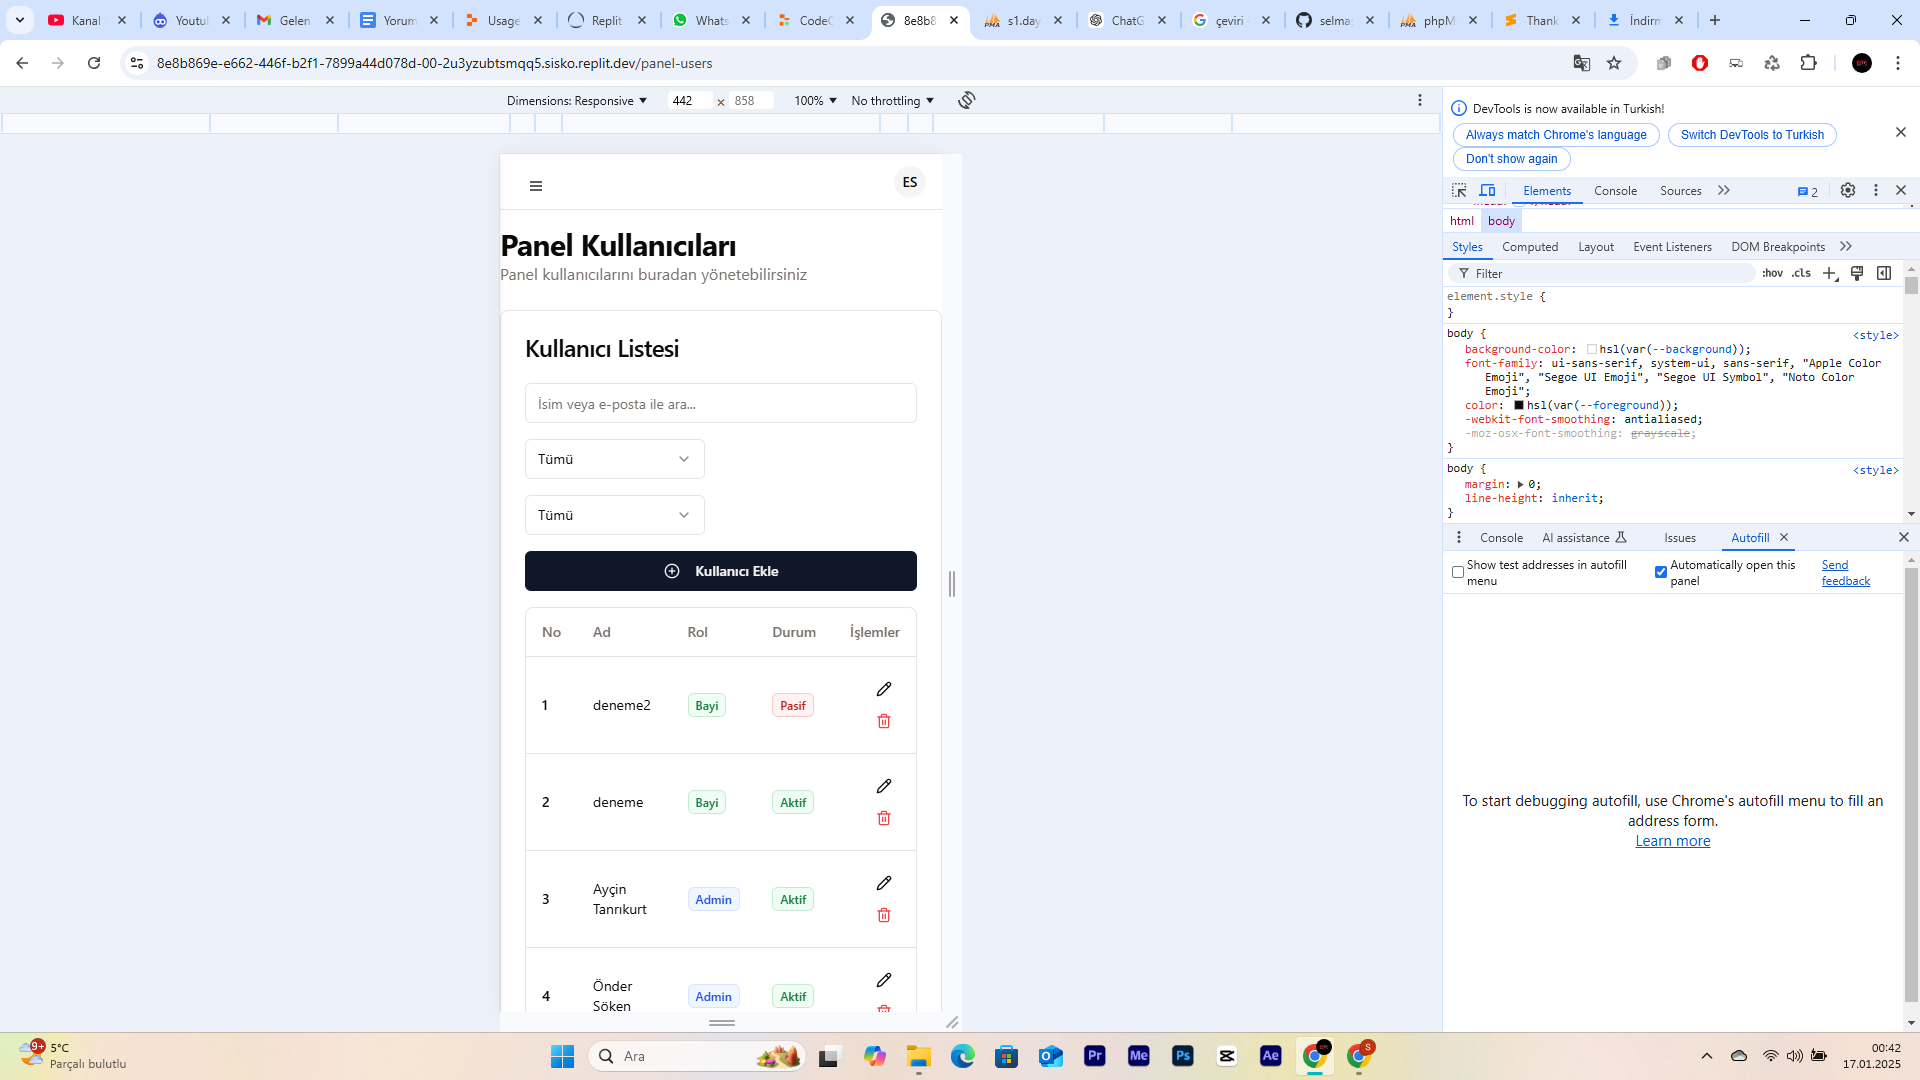 Kanal
Youtu
Gelen
Yorum
Usage
Replit
Whats
CodeC
8e8b8
s1.day
ChatG
çeviri
selma
phpM
Thank
İndirm
8e8b869e-e662-446f-b2f1-7899a44d078d-00-2u3yzubtsmqq5.sisko.replit.dev/panel-users
Dimensions: Responsive 442 × 858 100% No throttling
DevTools is now available in Turkish!
Always match Chrome's language Switch DevTools to Turkish
Don't show again
Elements Console Sources 2
html body
Styles Computed Layout Event Listeners DOM Breakpoints
Filter :hov .cls
element.style {
}
body { <style>
background-color: hsl(var(--background));
font-family: ui-sans-serif, system-ui, sans-serif, "Apple Color
Emoji", "Segoe UI Emoji", "Segoe UI Symbol", "Noto Color
Emoji";
color: hsl(var(--foreground));
-webkit-font-smoothing: antialiased;
-moz-osx-font-smoothing: grayscale;
}
body { <style>
margin: 0;
line-height: inherit;
}
Console AI assistance Issues Autofill
Show test addresses in autofill menu
Automatically open this panel
Send feedback
To start debugging autofill, use Chrome's autofill menu to fill an
address form.
Learn more
ES
Panel Kullanıcıları
Panel kullanıcılarını buradan yönetebilirsiniz
Kullanıcı Listesi
İsim veya e-posta ile ara...
Tümü
Tümü
Kullanıcı Ekle
No Ad Rol Durum İşlemler
1 deneme2 Bayi Pasif
2 deneme Bayi Aktif
3 Ayçin Tanrıkurt Admin Aktif
4 Önder Söken Admin Aktif
9+
5°C
Parçalı bulutlu
Ara
Pr
Me
Ps
Ae
S
00:42
17.01.2025